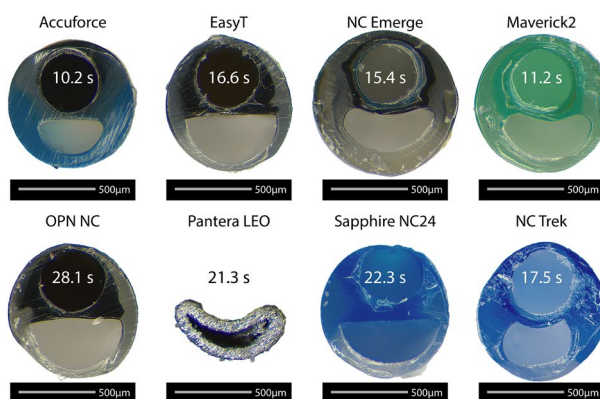 Accuforce EasyT NC Emerge Maverick2
10.2 s 16.6 s 15.4 s 11.2 s
500µm 500µm 500µm 500µm
OPN NC Pantera LEO Sapphire NC24 NC Trek
28.1 s 21.3 s 22.3 s 17.5 s
500µm 500µm 500µm 500µm